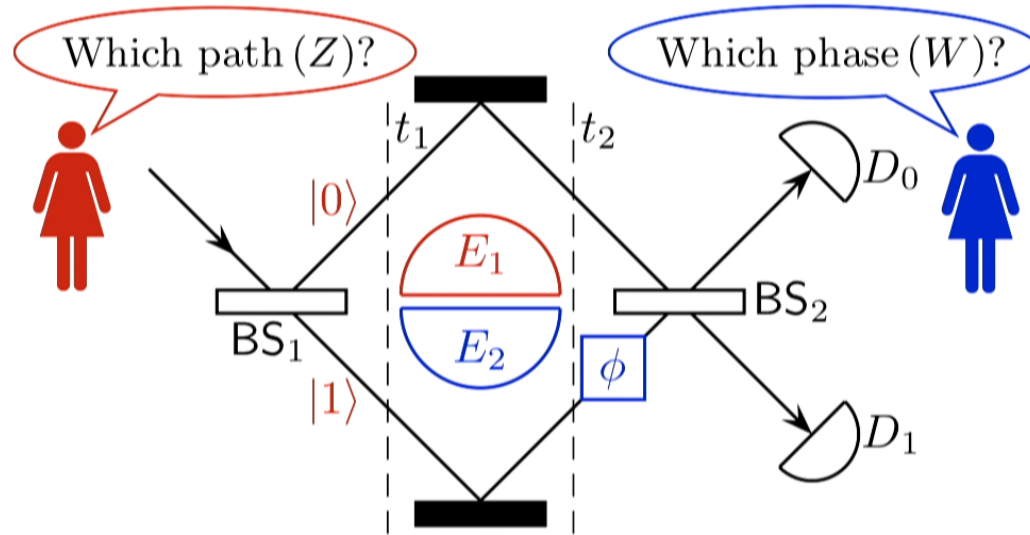 Which path (Z)?
Which phase (W)?
t₁
t₂
D₀
|0⟩
E₁
BS₁
BS₂
E₂
ϕ
|1⟩
D₁